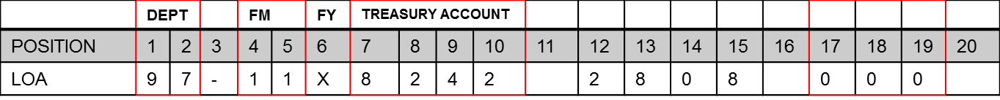 DEPT FM FY TREASURY ACCOUNT
POSITION 1 2 3 4 5 6 7 8 9 10 11 12 13 14 15 16 17 18 19 20
LOA 9 7 - 1 1 X 8 2 4 2 2 8 0 8 0 0 0